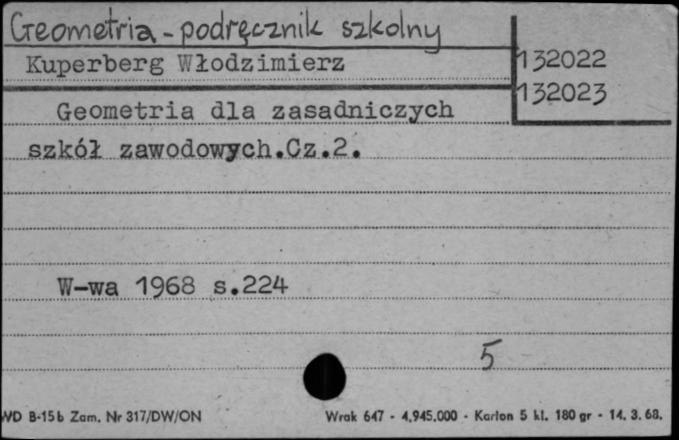 Geometria - podręcznik szkolny
Kuperberg Włodzimierz
132022
132023
Geometria dla zasadniczych
szkół zawodowych.Cz.2.
W-wa 1968 s.224
5
WD B-15b Zam. Nr 317/DW/ON
Wrak 647 - 4.945.000 - Karton 5 kl. 180 gr - 14. 3. 68.